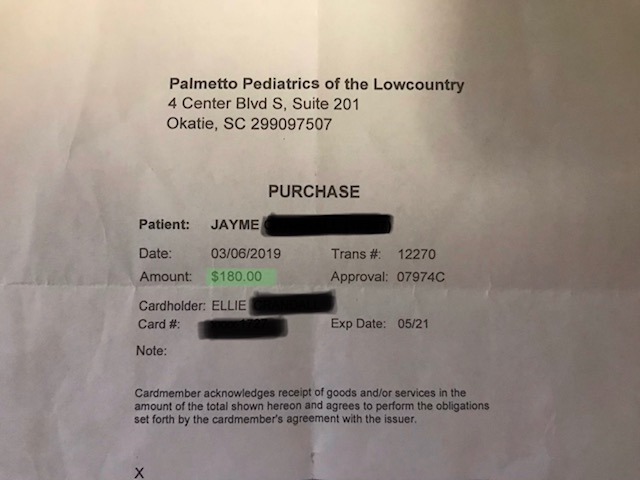 Palmetto Pediatrics of the Lowcountry
4 Center Blvd S, Suite 201
Okatie, SC 299097507
PURCHASE
Patient: JAYME
Date: 03/06/2019 Trans #: 12270
Amount: $180.00 Approval: 07974C
Cardholder: ELLIE
Card #: Exp Date: 05/21
Note:
Cardmember acknowledges receipt of goods and/or services in the
amount of the total shown hereon and agrees to perform the obligations
set forth by the cardmember's agreement with the issuer.
X